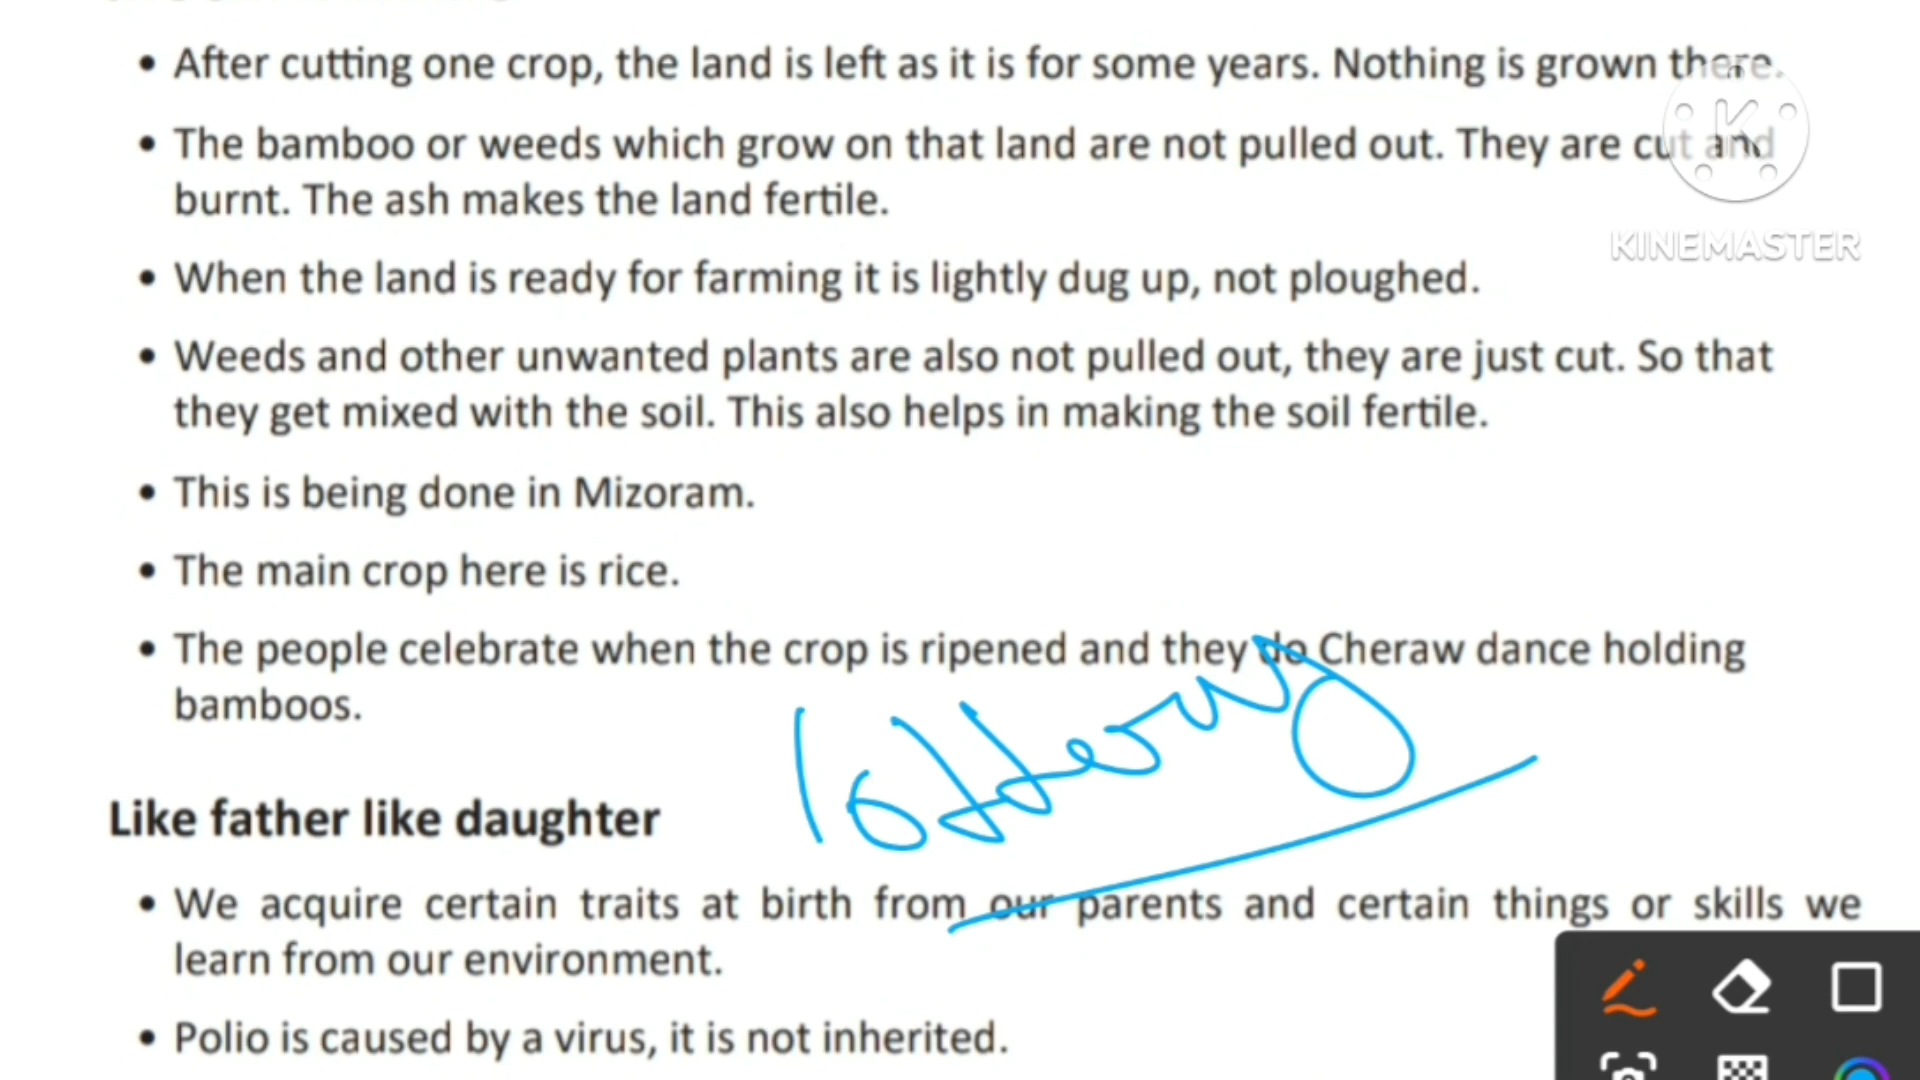 • After cutting one crop, the land is left as it is for some years. Nothing is grown there.
• The bamboo or weeds which grow on that land are not pulled out. They are cut and
burnt. The ash makes the land fertile.
KINEMASTER
• When the land is ready for farming it is lightly dug up, not ploughed.
• Weeds and other unwanted plants are also not pulled out, they are just cut. So that
they get mixed with the soil. This also helps in making the soil fertile.
• This is being done in Mizoram.
• The main crop here is rice.
• The people celebrate when the crop is ripened and they do Cheraw dance holding
bamboos.
Like father like daughter
• We acquire certain traits at birth from our parents and certain things or skills we
learn from our environment.
• Polio is caused by a virus, it is not inherited.